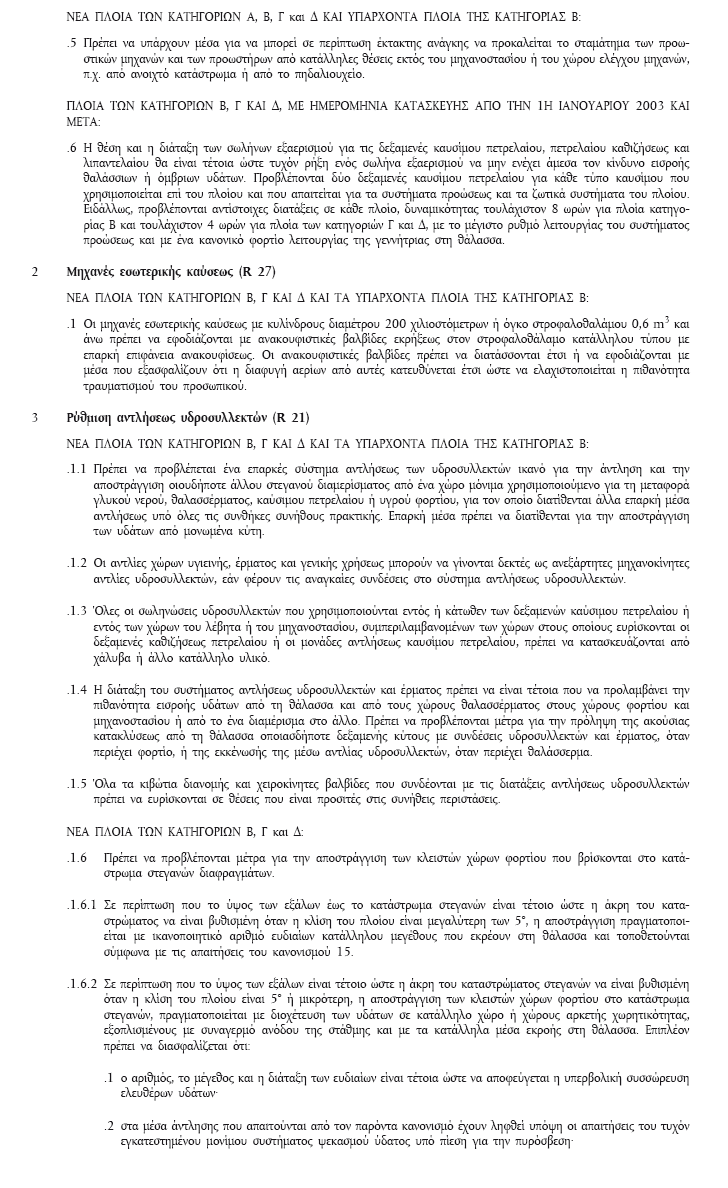 ΝΕΑ ΠΛΟΙΑ ΤΩΝ ΚΑΤΗΓΟΡΙΩΝ Α, Β, Γ και Δ ΚΑΙ ΥΠΑΡΧΟΝΤΑ ΠΛΟΙΑ ΤΗΣ ΚΑΤΗΓΟΡΙΑΣ Β:
.5 Πρέπει να υπάρχουν μέσα για να μπορεί σε περίπτωση έκτακτης ανάγκης να προκαλείται το σταμάτημα των προω-
στικών μηχανών και των προωστήρων από κατάλληλες θέσεις εκτός του μηχανοστασίου ή του χώρου ελέγχου μηχανών,
π.χ. από ανοιχτό κατάστρωμα ή από το πηδαλιουχείο.
ΠΛΟΙΑ ΤΩΝ ΚΑΤΗΓΟΡΙΩΝ Β, Γ ΚΑΙ Δ, ΜΕ ΗΜΕΡΟΜΗΝΙΑ ΚΑΤΑΣΚΕΥΗΣ ΑΠΟ ΤΗΝ 1Η ΙΑΝΟΥΑΡΙΟΥ 2003 ΚΑΙ
ΜΕΤΑ:
.6 Η θέση και η διάταξη των σωλήνων εξαερισμού για τις δεξαμενές καυσίμου πετρελαίου, πετρελαίου καθιζήσεως και
λιπαντελαίου θα είναι τέτοια ώστε τυχόν ρήξη ενός σωλήνα εξαερισμού να μην ενέχει άμεσα τον κίνδυνο εισροής
θαλάσσιων ή όμβριων υδάτων. Προβλέπονται δύο δεξαμενές καυσίμου πετρελαίου για κάθε τύπο καυσίμου που
χρησιμοποιείται επί του πλοίου και που απαιτείται για τα συστήματα προώσεως και τα ζωτικά συστήματα του πλοίου.
Ειδάλλως, προβλέπονται αντίστοιχες διατάξεις σε κάθε πλοίο, δυναμικότητας τουλάχιστον 8 ωρών για πλοία κατηγο-
ρίας Β και τουλάχιστον 4 ωρών για πλοία των κατηγοριών Γ και Δ, με το μέγιστο ρυθμό λειτουργίας του συστήματος
προώσεως και με ένα κανονικό φορτίο λειτουργίας της γεννήτριας στη θάλασσα.
2 Μηχανές εσωτερικής καύσεως (R 27)
ΝΕΑ ΠΛΟΙΑ ΤΩΝ ΚΑΤΗΓΟΡΙΩΝ Β, Γ ΚΑΙ Δ ΚΑΙ ΤΑ ΥΠΑΡΧΟΝΤΑ ΠΛΟΙΑ ΤΗΣ ΚΑΤΗΓΟΡΙΑΣ Β:
.1 Οι μηχανές εσωτερικής καύσεως με κυλίνδρους διαμέτρου 200 χιλιοστόμετρων ή όγκο στροφαλοθαλάμου 0,6 m³ και
άνω πρέπει να εφοδιάζονται με ανακουφιστικές βαλβίδες εκρήξεως στον στροφαλοθάλαμο κατάλληλου τύπου με
επαρκή επιφάνεια ανακουφίσεως. Οι ανακουφιστικές βαλβίδες πρέπει να διατάσσονται έτσι ή να εφοδιάζονται με
μέσα που εξασφαλίζουν ότι η διαφυγή αερίων από αυτές κατευθύνεται έτσι ώστε να ελαχιστοποιείται η πιθανότητα
τραυματισμού του προσωπικού.
3 Ρύθμιση αντλήσεως υδροσυλλεκτών (R 21)
ΝΕΑ ΠΛΟΙΑ ΤΩΝ ΚΑΤΗΓΟΡΙΩΝ Β, Γ ΚΑΙ Δ ΚΑΙ ΤΑ ΥΠΑΡΧΟΝΤΑ ΠΛΟΙΑ ΤΗΣ ΚΑΤΗΓΟΡΙΑΣ Β:
.1.1 Πρέπει να προβλέπεται ένα επαρκές σύστημα αντλήσεως των υδροσυλλεκτών ικανό για την άντληση και την
αποστράγγιση οιουδήποτε άλλου στεγανού διαμερίσματος από ένα χώρο μόνιμα χρησιμοποιούμενο για τη μεταφορά
γλυκού νερού, θαλασσέρματος, καύσιμου πετρελαίου ή υγρού φορτίου, για τον οποίο διατίθενται άλλα επαρκή μέσα
αντλήσεως υπό όλες τις συνθήκες συνήθους πρακτικής. Επαρκή μέσα πρέπει να διατίθενται για την αποστράγγιση
των υδάτων από μονωμένα κύτη.
.1.2 Οι αντλίες χώρων υγιεινής, έρματος και γενικής χρήσεως μπορούν να γίνονται δεκτές ως ανεξάρτητες μηχανοκίνητες
αντλίες υδροσυλλεκτών, εάν φέρουν τις αναγκαίες συνδέσεις στο σύστημα αντλήσεως υδροσυλλεκτών.
.1.3 Όλες οι σωληνώσεις υδροσυλλεκτών που χρησιμοποιούνται εντός ή κάτωθεν των δεξαμενών καύσιμου πετρελαίου ή
εντός των χώρων του λέβητα ή του μηχανοστασίου, συμπεριλαμβανομένων των χώρων στους οποίους ευρίσκονται οι
δεξαμενές καθιζήσεως πετρελαίου ή οι μονάδες αντλήσεως καυσίμου πετρελαίου, πρέπει να κατασκευάζονται από
χάλυβα ή άλλο κατάλληλο υλικό.
.1.4 Η διάταξη του συστήματος αντλήσεως υδροσυλλεκτών και έρματος πρέπει να είναι τέτοια που να προλαμβάνει την
πιθανότητα εισροής υδάτων από τη θάλασσα και από τους χώρους θαλασσέρματος στους χώρους φορτίου και
μηχανοστασίου ή από το ένα διαμέρισμα στο άλλο. Πρέπει να προβλέπονται μέτρα για την πρόληψη της ακούσιας
κατακλύσεως από τη θάλασσα οποιασδήποτε δεξαμενής κύτους με συνδέσεις υδροσυλλεκτών και έρματος, όταν
περιέχει φορτίο, ή της εκκένωσής της μέσω αντλία υδροσυλλεκτών, όταν περιέχει θαλάσσερμα.
.1.5 Όλα τα κιβώτια διανομής και χειροκίνητες βαλβίδες που συνδέονται με τις διατάξεις αντλήσεως υδροσυλλεκτών
πρέπει να ευρίσκονται σε θέσεις που είναι προσιτές στις συνήθεις περιστάσεις.
ΝΕΑ ΠΛΟΙΑ ΤΩΝ ΚΑΤΗΓΟΡΙΩΝ Β, Γ και Δ:
.1.6 Πρέπει να προβλέπονται μέτρα για την αποστράγγιση των κλειστών χώρων φορτίου που βρίσκονται στο κατά-
στρωμα στεγανών διαφραγμάτων.
.1.6.1 Σε περίπτωση που το ύψος των εξάλων έως το κατάστρωμα στεγανών είναι τέτοιο ώστε η άκρη του κατα-
στρώματος να είναι βυθισμένη όταν η κλίση του πλοίου είναι μεγαλύτερη των 5°, η αποστράγγιση πραγματοποι-
είται με ικανοποιητικό αριθμό ευδιαίων κατάλληλου μεγέθους που εκρέουν στη θάλασσα και τοποθετούνται
σύμφωνα με τις απαιτήσεις του κανονισμού 15.
.1.6.2 Σε περίπτωση που το ύψος των εξάλων είναι τέτοιο ώστε η άκρη του καταστρώματος στεγανών να είναι βυθισμένη
όταν η κλίση του πλοίου είναι 5° ή μικρότερη, η αποστράγγιση των κλειστών χώρων φορτίου στο κατάστρωμα
στεγανών, πραγματοποιείται με διοχέτευση των υδάτων σε κατάλληλο χώρο ή χώρους αρκετής χωρητικότητας,
εξοπλισμένους με συναγερμό ανόδου της στάθμης και με τα κατάλληλα μέσα εκροής στη θάλασσα. Επιπλέον
πρέπει να διασφαλίζεται ότι:
.1 ο αριθμός, το μέγεθος και η διάταξη των ευδιαίων είναι τέτοια ώστε να αποφεύγεται η υπερβολική συσσώρευση
ελευθέρων υδάτων·
.2 στα μέσα άντλησης που απαιτούνται από τον παρόντα κανονισμό έχουν ληφθεί υπόψη οι απαιτήσεις του τυχόν
εγκατεστημένου μονίμου συστήματος ψεκασμού ύδατος υπό πίεση για την πυρόσβεση·